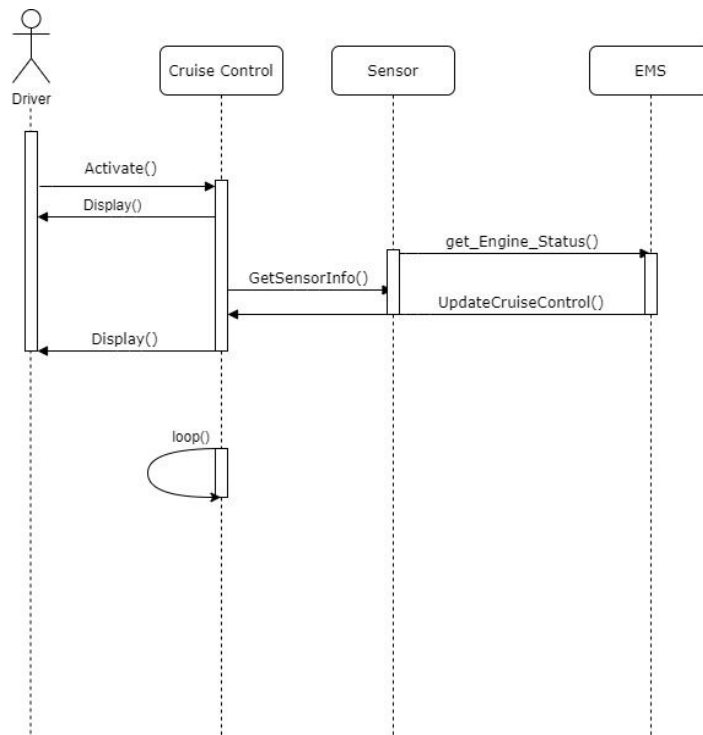 Driver
Cruise Control
Sensor
EMS
Activate()
Display()
get_Engine_Status()
GetSensorInfo()
UpdateCruiseControl()
Display()
loop()